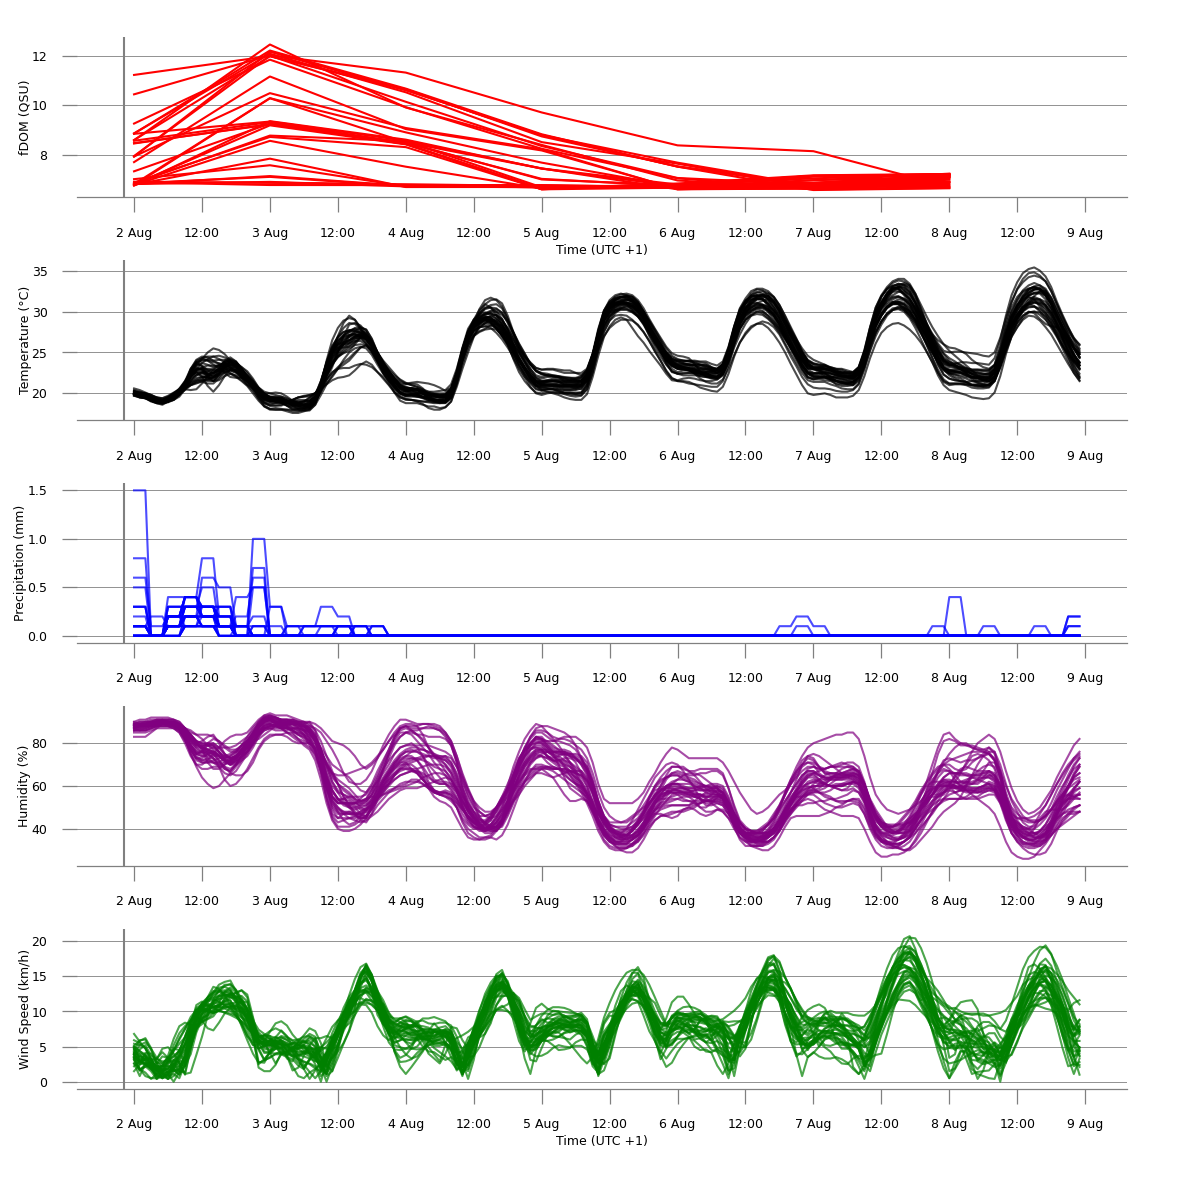 fDOM (QSU)
12
10
8
2 Aug 12:00 3 Aug 12:00 4 Aug 12:00 5 Aug 12:00 6 Aug 12:00 7 Aug 12:00 8 Aug 12:00 9 Aug
Time (UTC +1)
Temperature (°C)
35
30
25
20
2 Aug 12:00 3 Aug 12:00 4 Aug 12:00 5 Aug 12:00 6 Aug 12:00 7 Aug 12:00 8 Aug 12:00 9 Aug
Precipitation (mm)
1.5
1.0
0.5
0.0
2 Aug 12:00 3 Aug 12:00 4 Aug 12:00 5 Aug 12:00 6 Aug 12:00 7 Aug 12:00 8 Aug 12:00 9 Aug
Humidity (%)
80
60
40
2 Aug 12:00 3 Aug 12:00 4 Aug 12:00 5 Aug 12:00 6 Aug 12:00 7 Aug 12:00 8 Aug 12:00 9 Aug
Wind Speed (km/h)
20
15
10
5
0
2 Aug 12:00 3 Aug 12:00 4 Aug 12:00 5 Aug 12:00 6 Aug 12:00 7 Aug 12:00 8 Aug 12:00 9 Aug
Time (UTC +1)